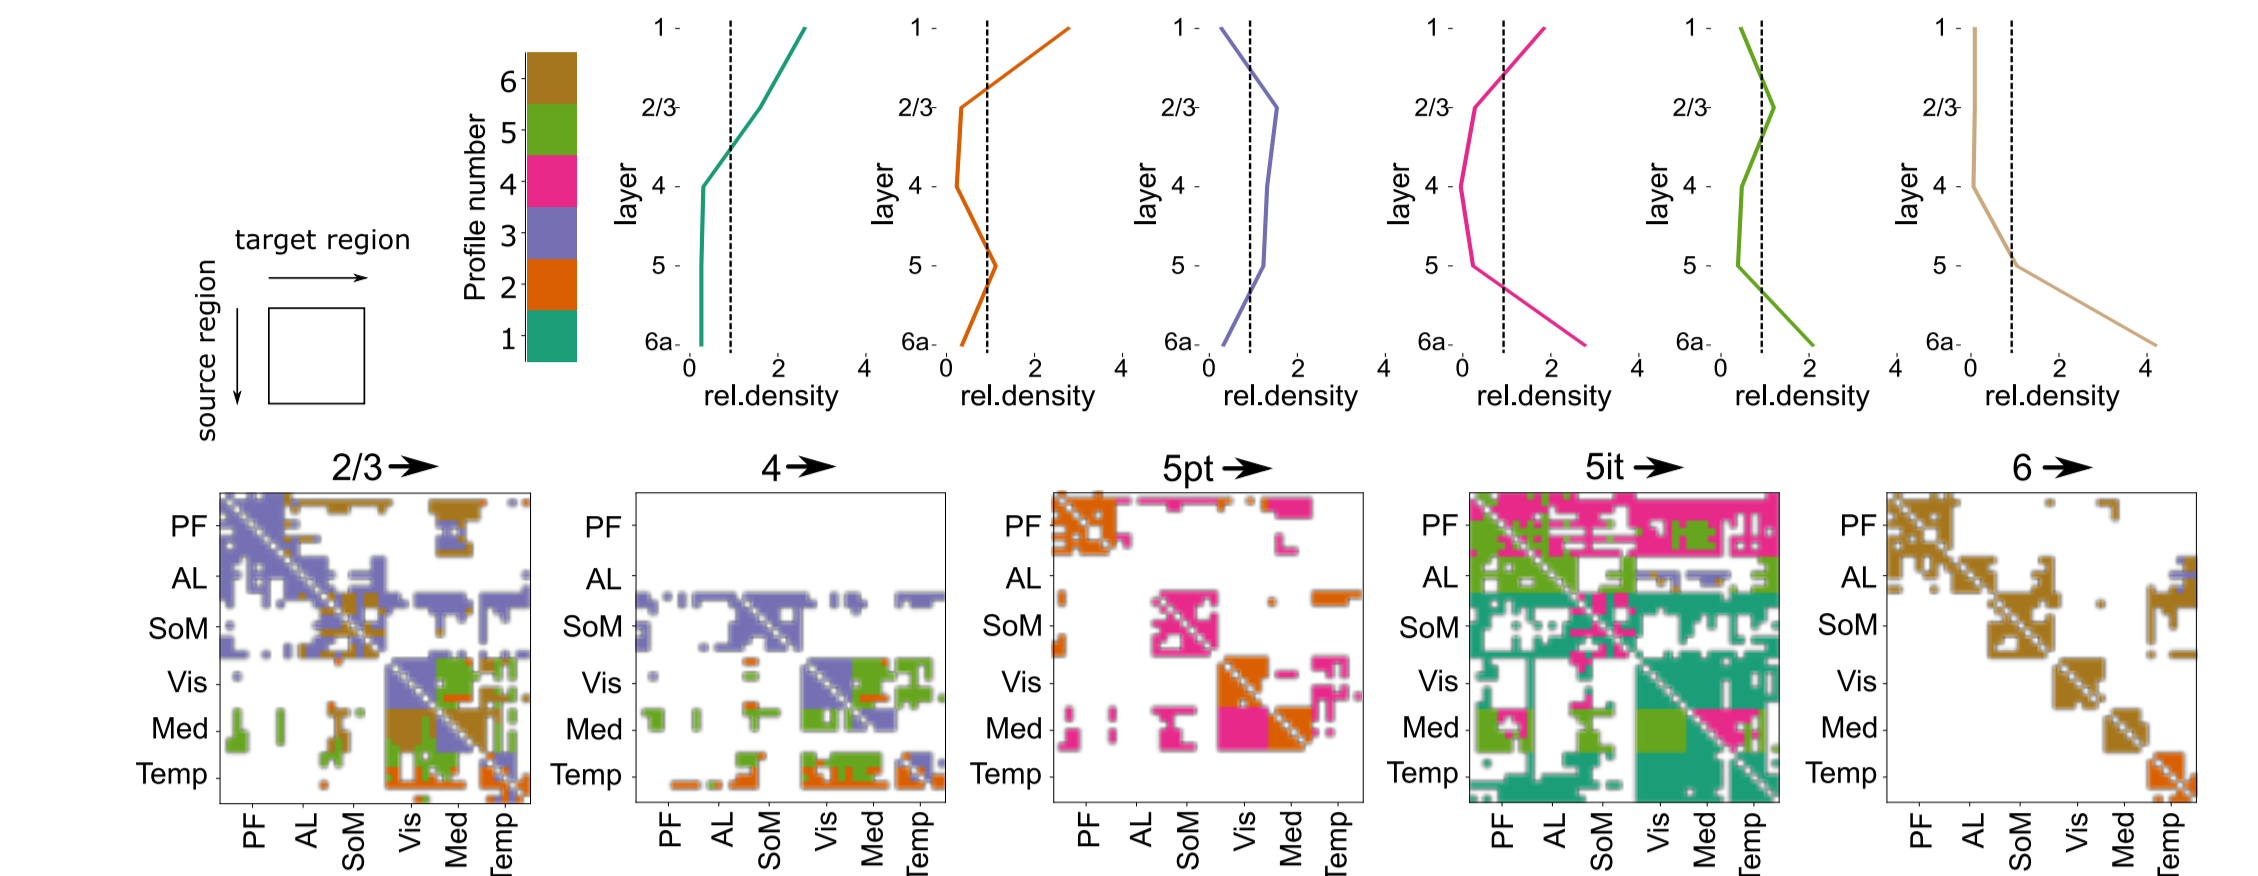 target region
source region
Profile number
6
5
4
3
2
1
layer
1
2/3
4
5
6a
0 2 4
rel.density
layer
1
2/3
4
5
6a
0 2 4
rel.density
layer
1
2/3
4
5
6a
0 2 4
rel.density
layer
1
2/3
4
5
6a
0 2 4
rel.density
layer
1
2/3
4
5
6a
0 2 4
rel.density
layer
1
2/3
4
5
6a
0 2 4
rel.density
2/3
PF
AL
SoM
Vis
Med
Temp
PF AL SoM Vis Med Temp
4
PF
AL
SoM
Vis
Med
Temp
PF AL SoM Vis Med Temp
5pt
PF
AL
SoM
Vis
Med
Temp
PF AL SoM Vis Med Temp
5it
PF
AL
SoM
Vis
Med
Temp
PF AL SoM Vis Med Temp
6
PF
AL
SoM
Vis
Med
Temp
PF AL SoM Vis Med Temp